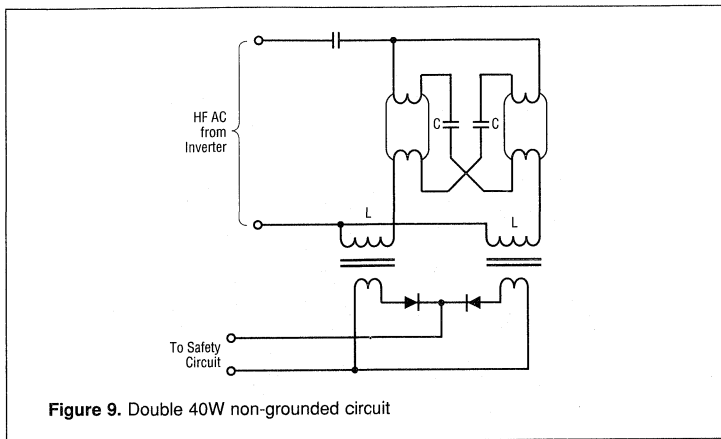 HF AC
from
Inverter
C
C
L
L
To Safety
Circuit
Figure 9. Double 40W non-grounded circuit